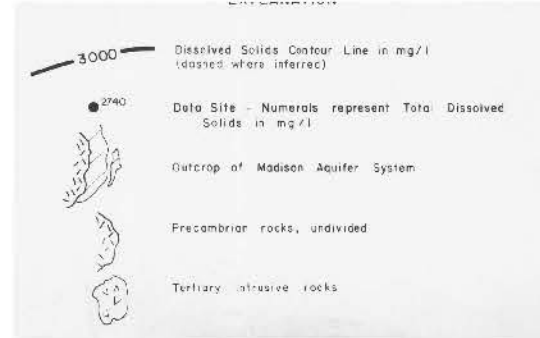 EXPLANATION
3000 Dissolved Solids Contour Line in mg/l
(dashed where inferred)
2740 Data Site - Numerals represent Total Dissolved
Solids in mg/l
Outcrop of Madison Aquifer System
Precambrian rocks, undivided
Tertiary intrusive rocks